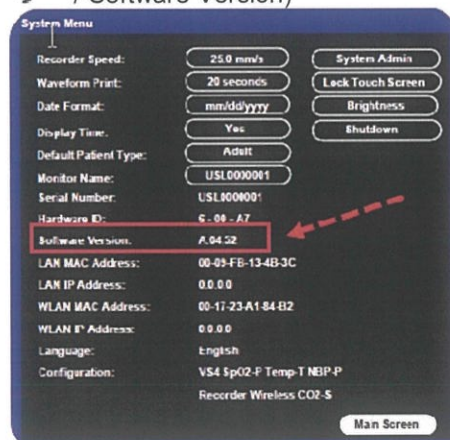 / Software Version)
System Menu
Recorder Speed: 25.0 mm/s System Admin
Waveform Print: 20 seconds Lock Touch Screen
Date Format: mm/dd/yyyy Brightness
Display Time: Yes Shutdown
Default Patient Type: Adult
Monitor Name: USL0000001
Serial Number: USL0000001
Hardware ID: 6 - 00 - A7
Software Version: A.04.52
LAN MAC Address: 00-09-FB-13-4B-3C
LAN IP Address: 0.0.0.0
WLAN MAC Address: 00-17-23-A1-84-B2
WLAN IP Address: 0.0.0.0
Language: English
Configuration: VS4 SpO2-P Temp-T NBP-P
Recorder Wireless CO2-S
Main Screen